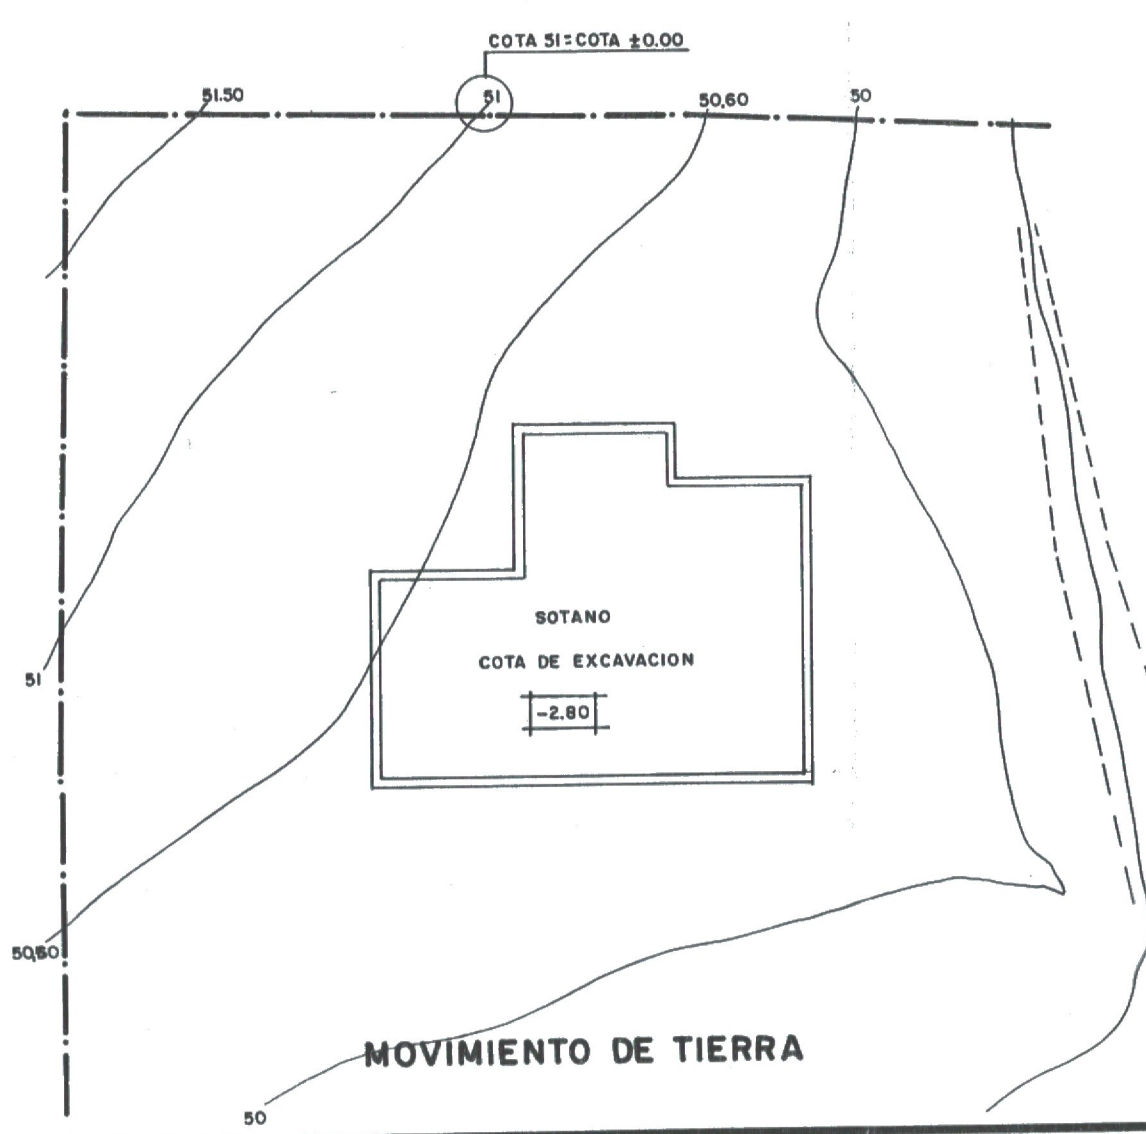 COTA 51=COTA ±0.00
51.50
51
50,60
50
SOTANO
COTA DE EXCAVACION
-2.80
51
50,50
MOVIMIENTO DE TIERRA
50